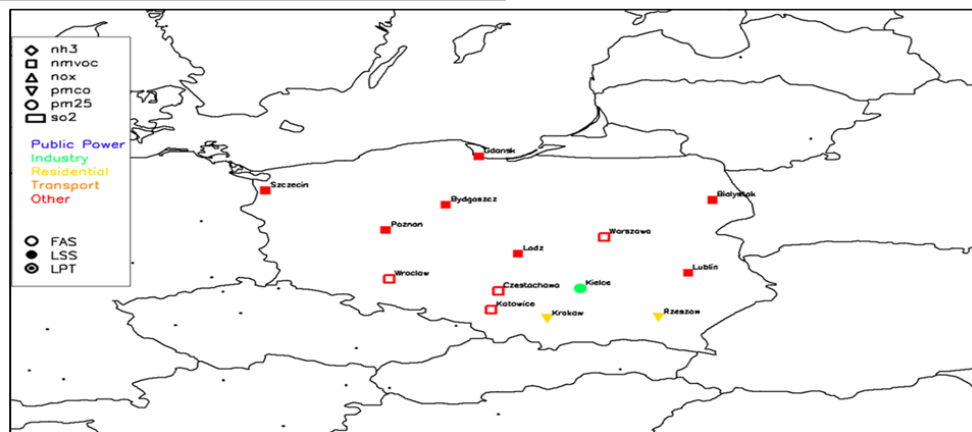 nh3
nmvoc
nox
pmco
pm25
so2
Public Power
Industry
Residential
Transport
Other
FAS
LSS
LPT
Gdansk
Szczecin
Bydgoszcz
Bialystok
Poznan
Warszawa
Lodz
Lublin
Wroclaw
Czestochowa
Kielce
Katowice
Krakow
Rzeszow